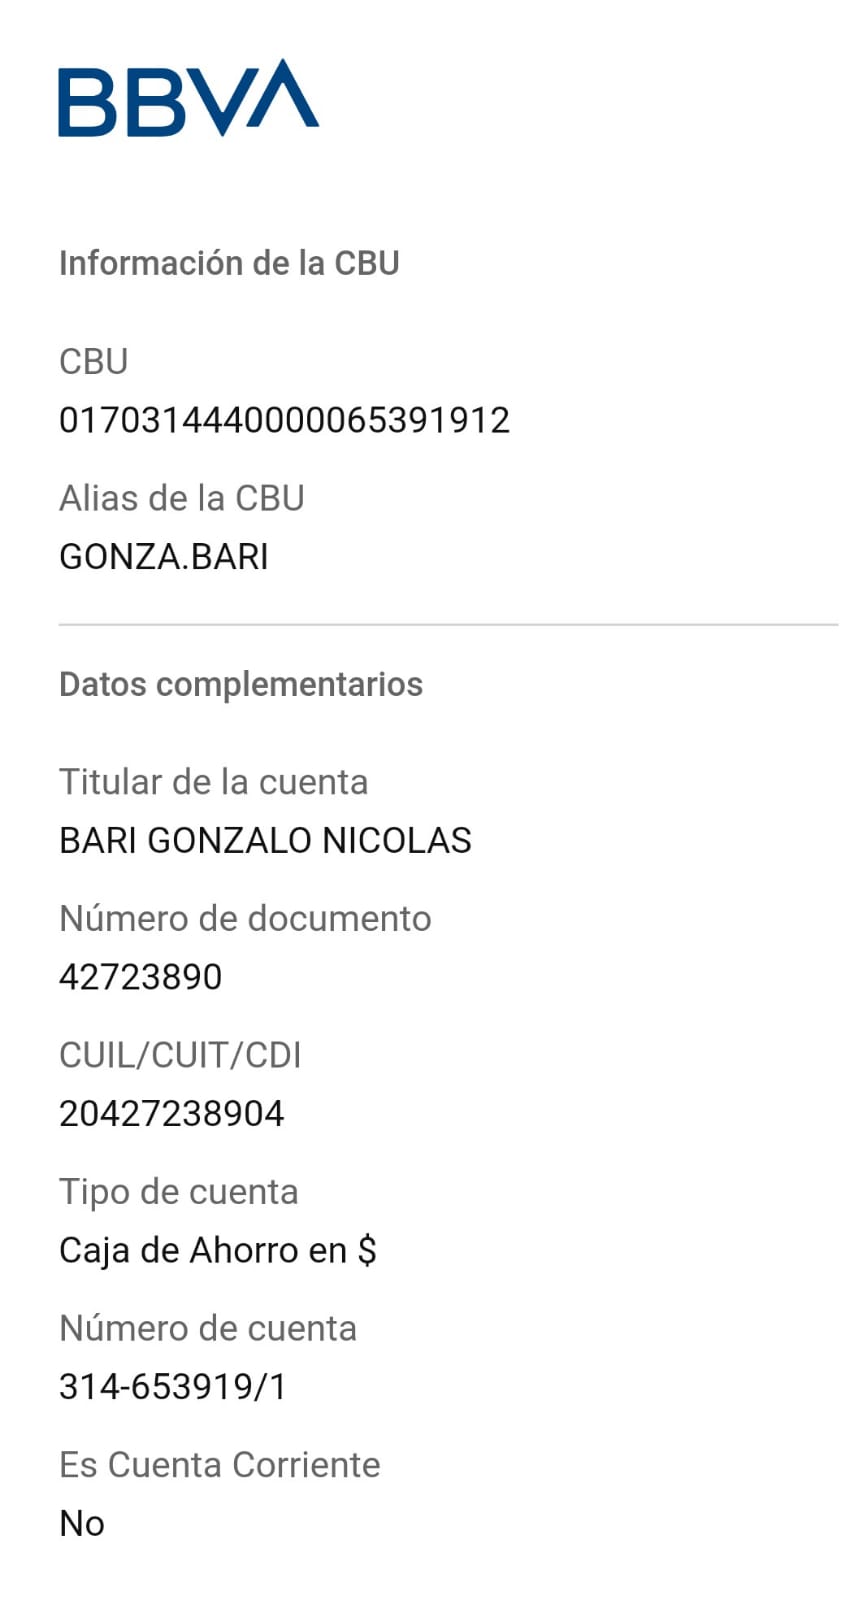 BBVA
Información de la CBU
CBU
0170314440000065391912
Alias de la CBU
GONZA.BARI
Datos complementarios
Titular de la cuenta
BARI GONZALO NICOLAS
Número de documento
42723890
CUIL/CUIT/CDI
20427238904
Tipo de cuenta
Caja de Ahorro en $
Número de cuenta
314-653919/1
Es Cuenta Corriente
No